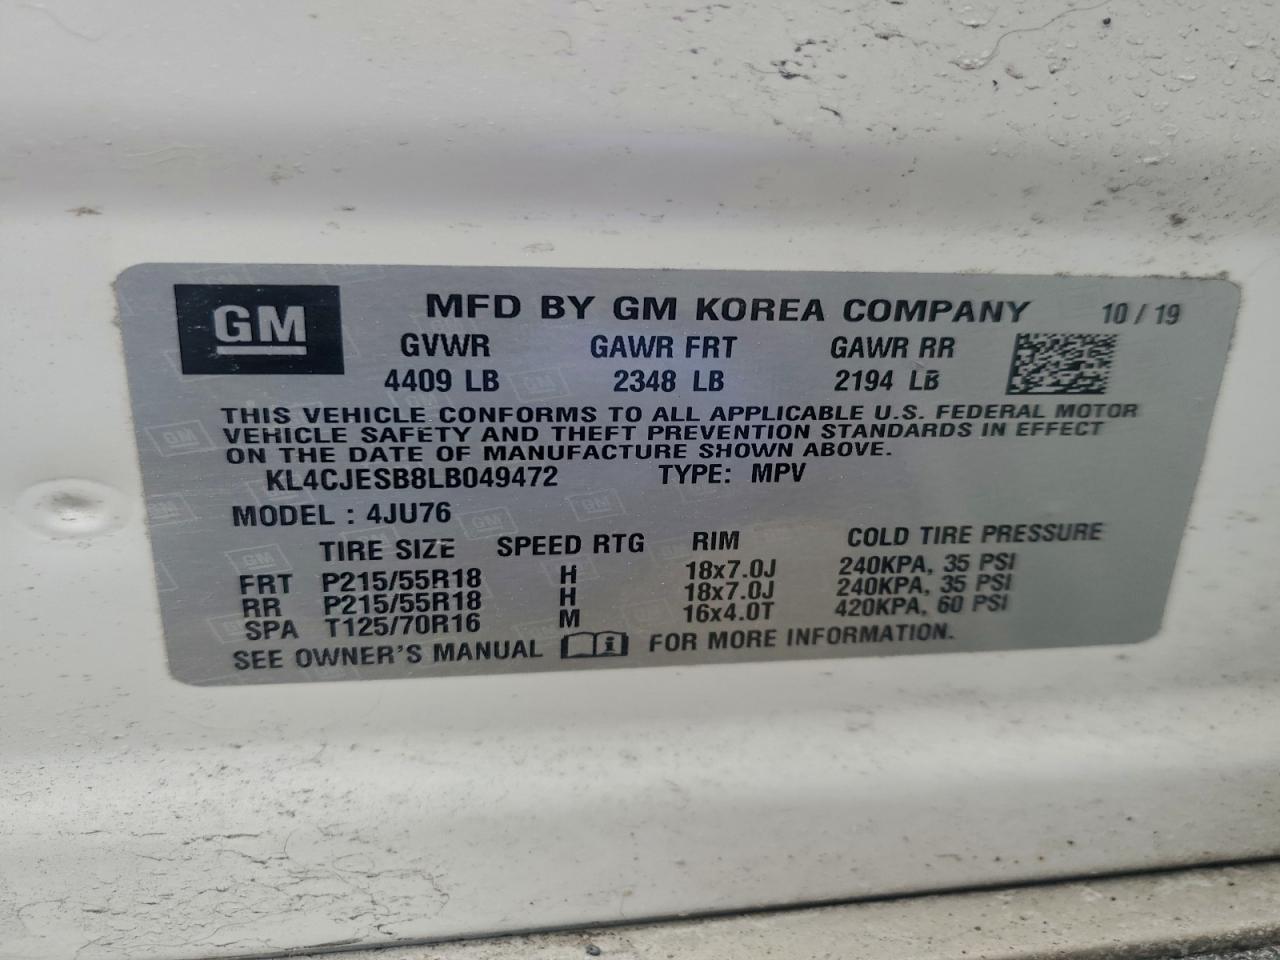 GM
MFD BY GM KOREA COMPANY 10 / 19
GVWR GAWR FRT GAWR RR
4409 LB 2348 LB 2194 LB
THIS VEHICLE CONFORMS TO ALL APPLICABLE U.S. FEDERAL MOTOR
VEHICLE SAFETY AND THEFT PREVENTION STANDARDS IN EFFECT
ON THE DATE OF MANUFACTURE SHOWN ABOVE.
KL4CJESB8LB049472 TYPE: MPV
MODEL : 4JU76
TIRE SIZE SPEED RTG RIM COLD TIRE PRESSURE
FRT P215/55R18 H 18x7.0J 240KPA, 35 PSI
RR P215/55R18 H 18x7.0J 240KPA, 35 PSI
SPA T125/70R16 M 16x4.0T 420KPA, 60 PSI
SEE OWNER'S MANUAL i FOR MORE INFORMATION.